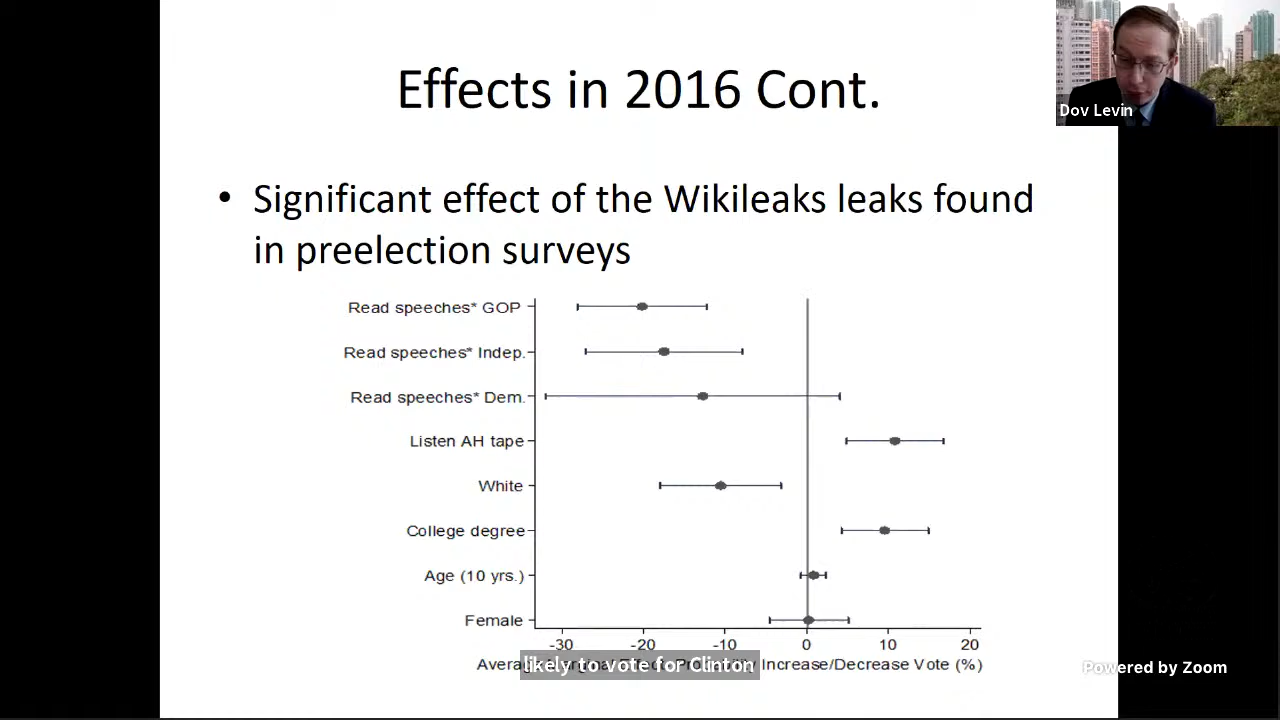 Effects in 2016 Cont.
Dov Levin
• Significant effect of the Wikileaks leaks found
in preelection surveys
Read speeches* GOP
Read speeches* Indep.
Read speeches* Dem.
Listen AH tape
White
College degree
Age (10 yrs.)
Female
-30 -20 -10 0 10 20
Increase/Decrease Vote (%)
likely to vote for Clinton
Powered by Zoom